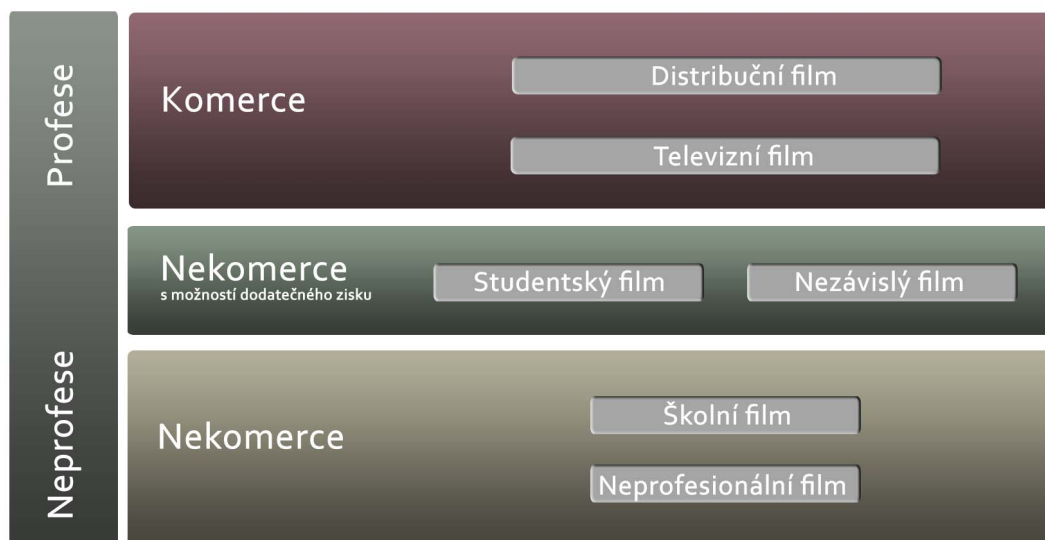 Profese
Komerce
Distribuční film
Televizní film
Nekomerce
s možností dodatečného zisku
Studentský film
Nezávislý film
Neprofese
Nekomerce
Školní film
Neprofesionální film